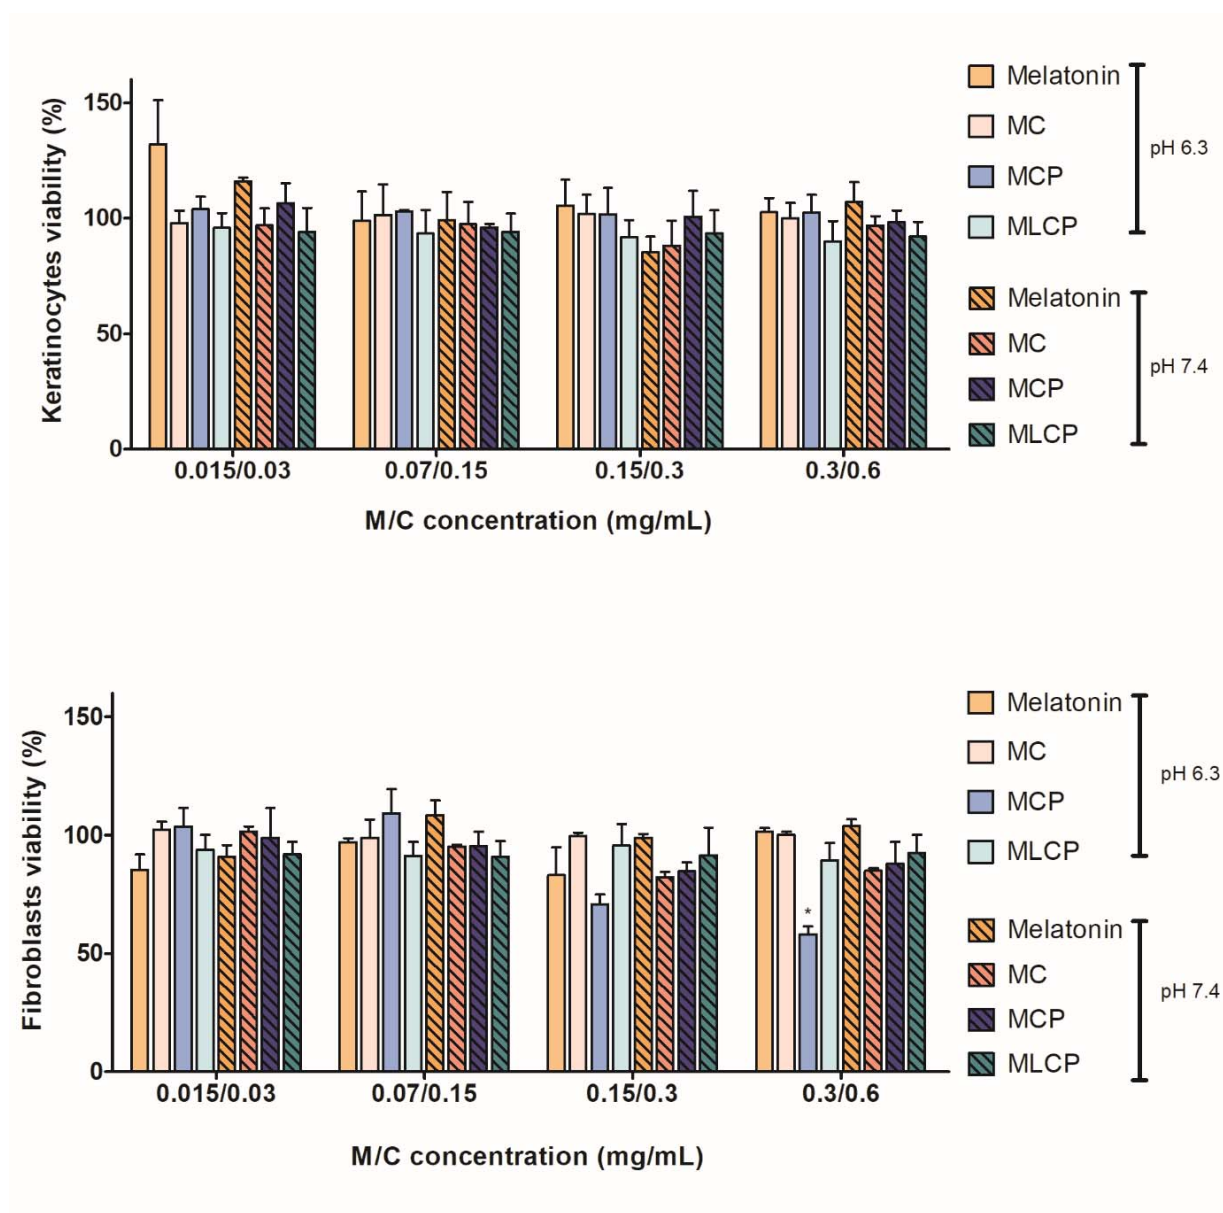 Keratinocytes viability (%)
150
100
50
0
0.015/0.03
0.07/0.15
0.15/0.3
0.3/0.6
M/C concentration (mg/mL)
Melatonin
MC
MCP
MLCP
pH 6.3
Melatonin
MC
MCP
MLCP
pH 7.4
Fibroblasts viability (%)
150
100
50
0
*
0.015/0.03
0.07/0.15
0.15/0.3
0.3/0.6
M/C concentration (mg/mL)
Melatonin
MC
MCP
MLCP
pH 6.3
Melatonin
MC
MCP
MLCP
pH 7.4